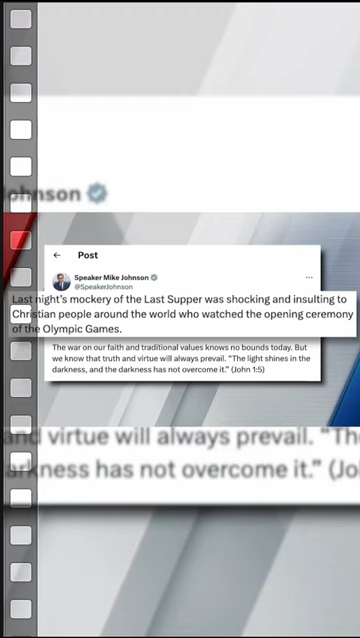 ohnson
Post
Speaker Mike Johnson
@SpeakerJohnson
Last night's mockery of the Last Supper was shocking and insulting to
Christian people around the world who watched the opening ceremony
of the Olympic Games.
The war on our faith and traditional values knows no bounds today. But
we know that truth and virtue will always prevail. “The light shines in the
darkness, and the darkness has not overcome it.” (John 1:5)
and virtue will always prevail. “Th
arkness has not overcome it.” (Jo